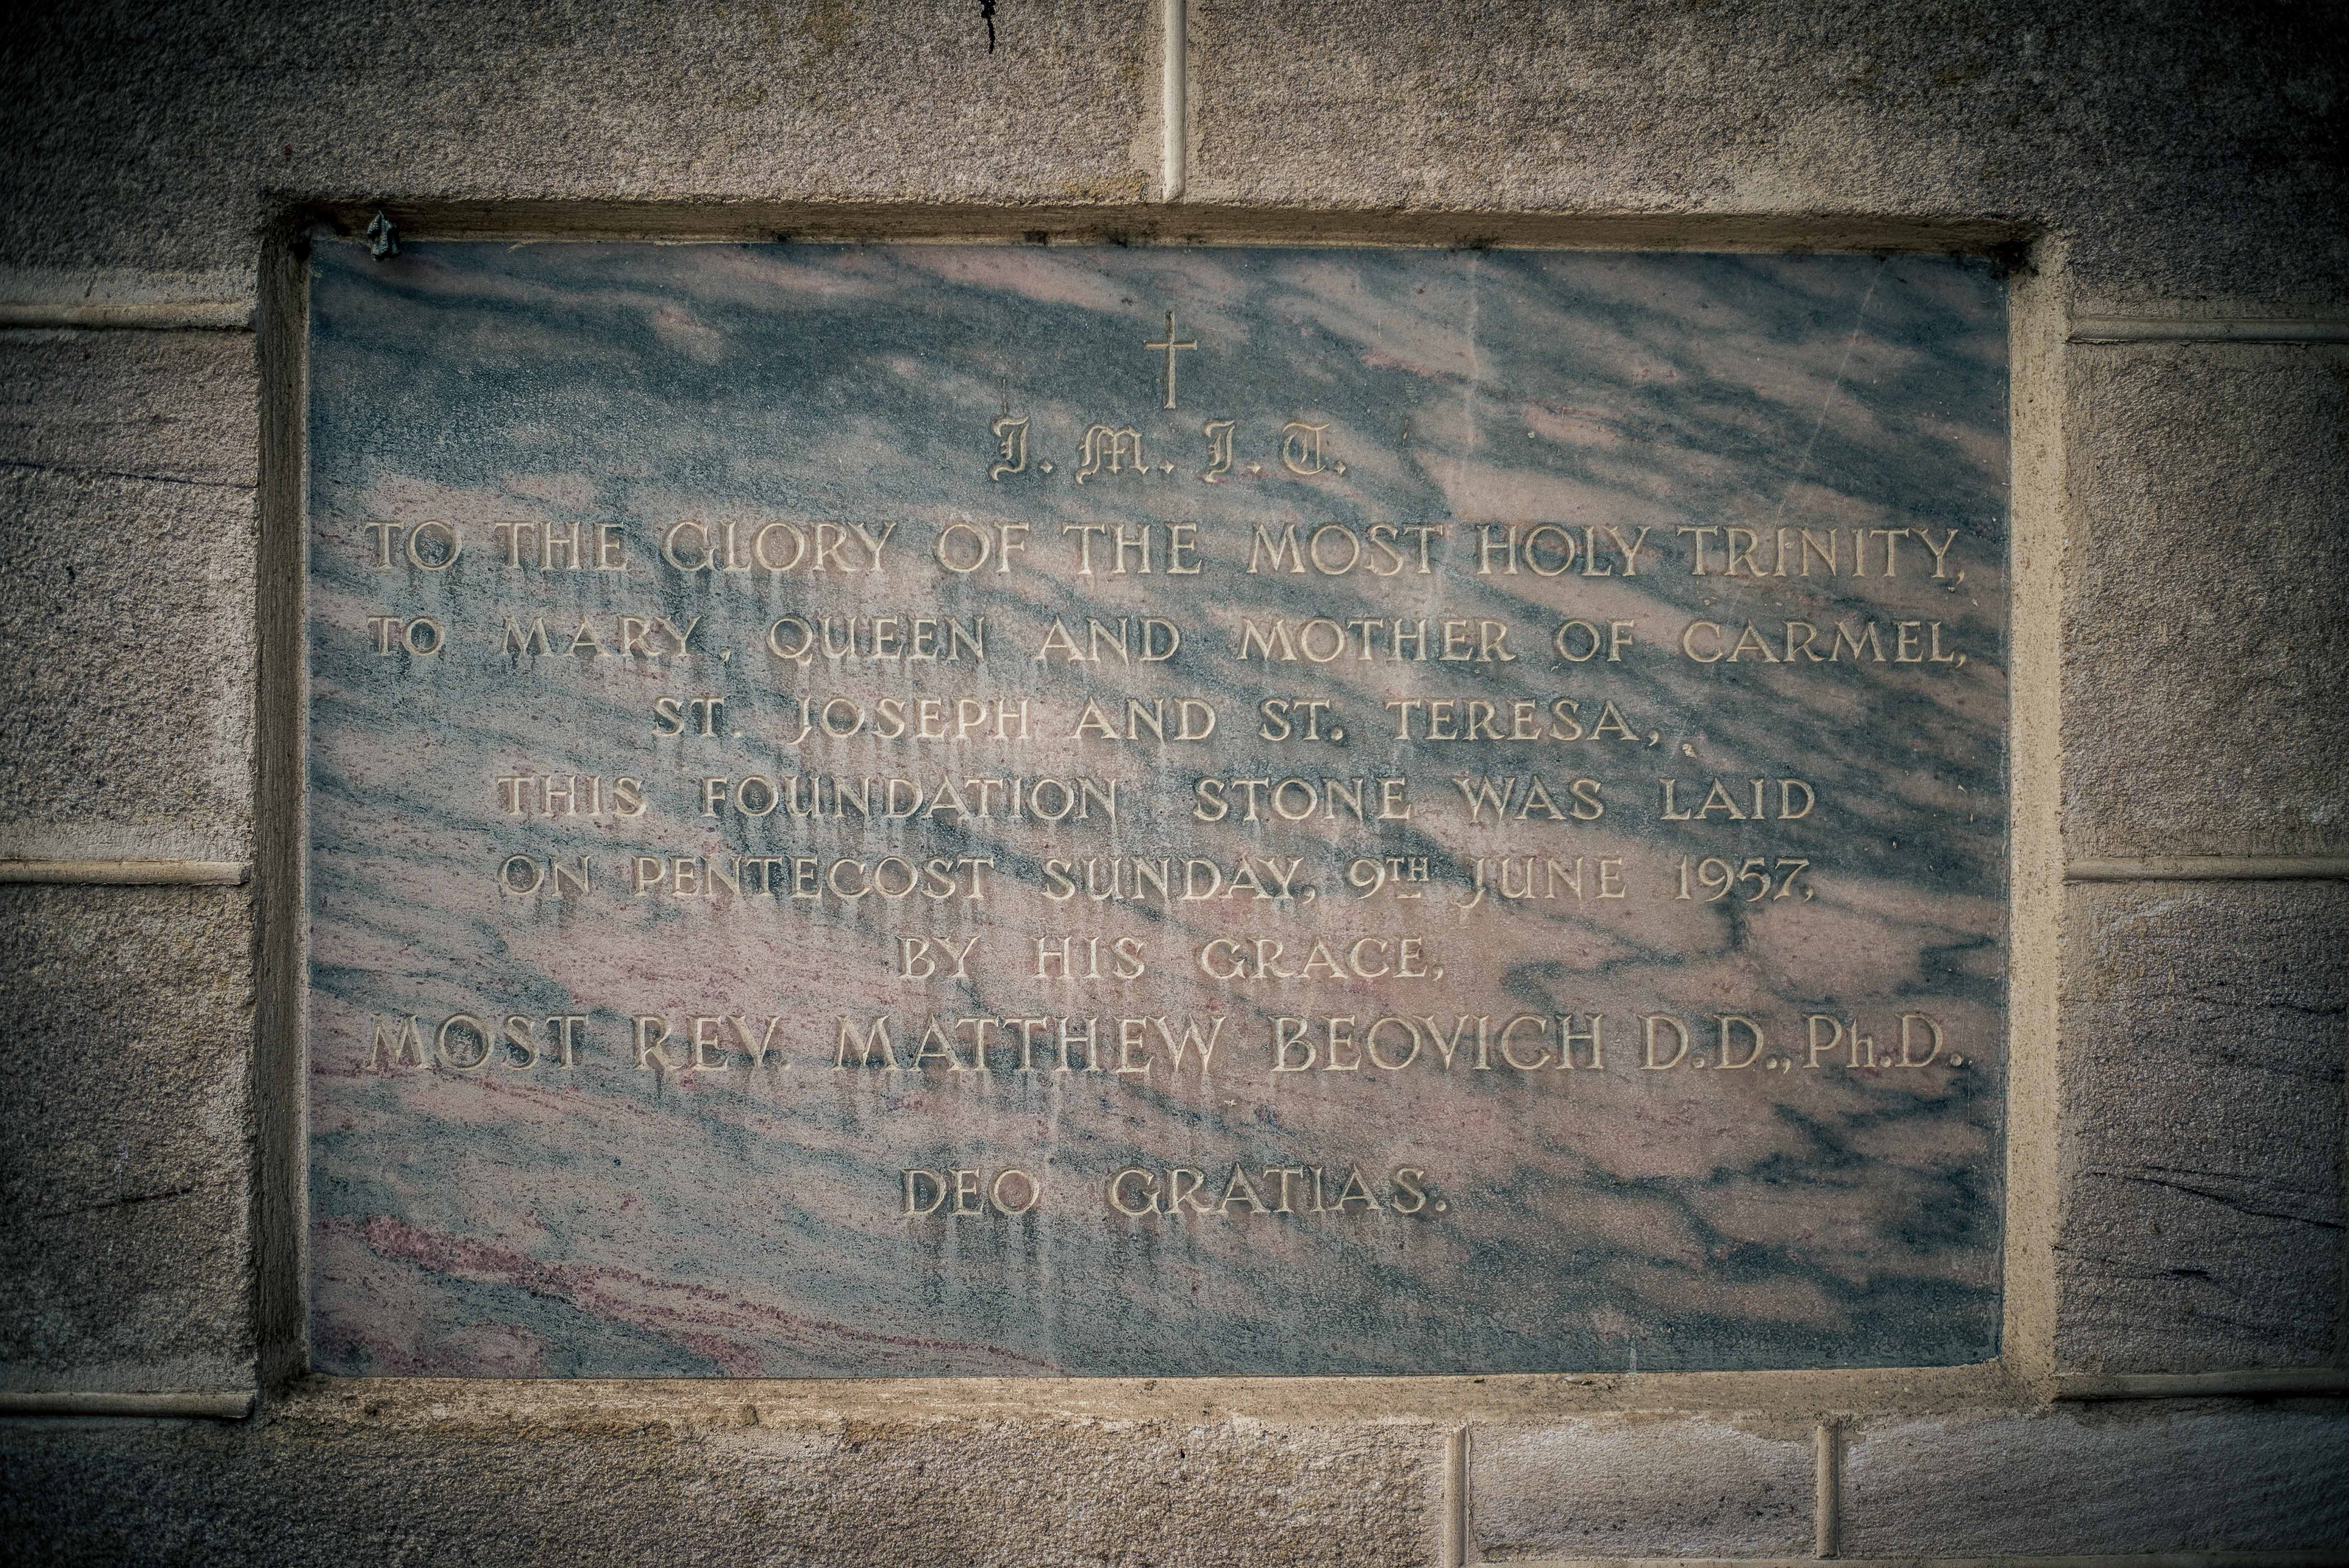 J. M. J. T.
TO THE GLORY OF THE MOST HOLY TRINITY,
TO MARY, QUEEN AND MOTHER OF CARMEL,
ST. JOSEPH AND ST. TERESA,
THIS FOUNDATION STONE WAS LAID
ON PENTECOST SUNDAY, 9TH JUNE 1957,
BY HIS GRACE,
MOST REV. MATTHEW BEOVICH D.D., Ph.D.
DEO GRATIAS.